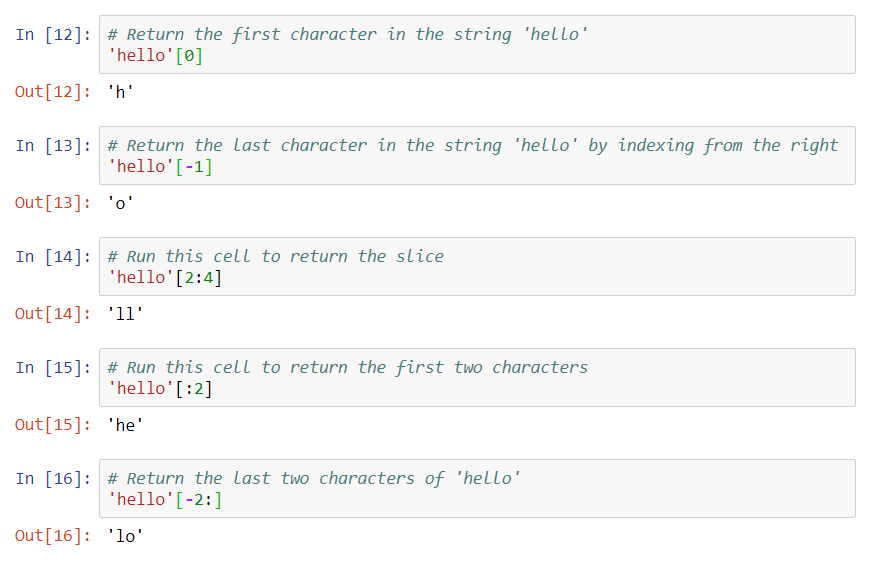 In [12]: # Return the first character in the string 'hello'
'hello'[0]
Out[12]: 'h'
In [13]: # Return the last character in the string 'hello' by indexing from the right
'hello'[-1]
Out[13]: 'o'
In [14]: # Run this cell to return the slice
'hello'[2:4]
Out[14]: 'll'
In [15]: # Run this cell to return the first two characters
'hello'[:2]
Out[15]: 'he'
In [16]: # Return the last two characters of 'hello'
'hello'[-2:]
Out[16]: 'lo'